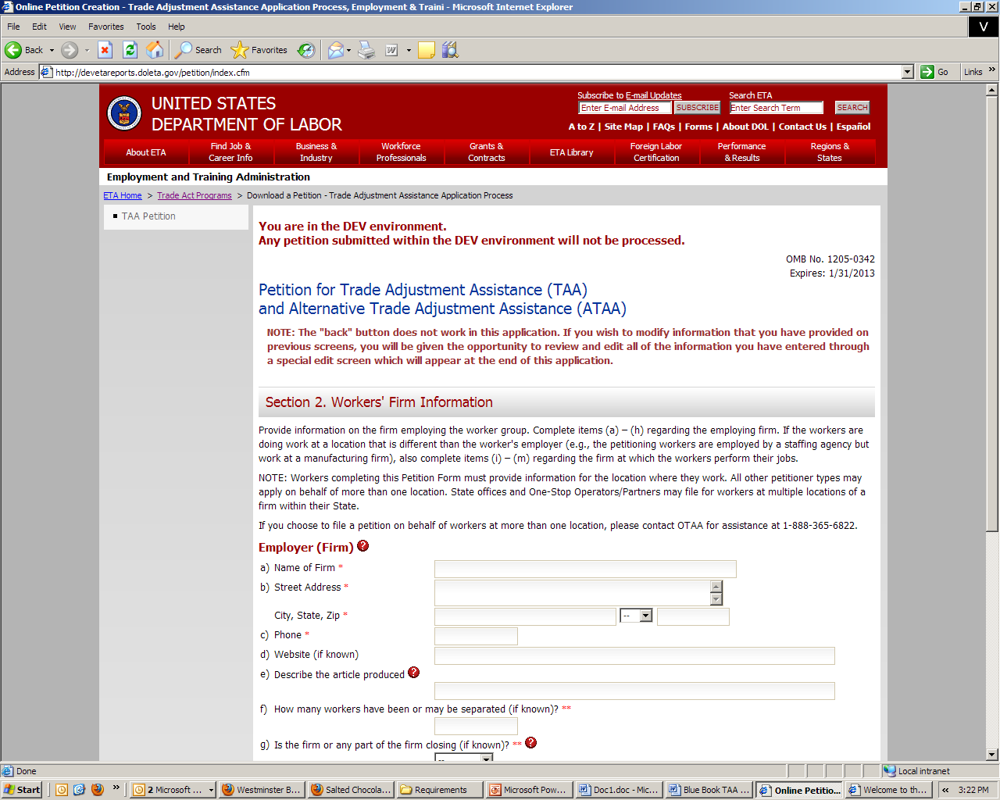 Online Petition Creation - Trade Adjustment Assistance Application Process, Employment & Traini - Microsoft Internet Explorer
File Edit View Favorites Tools Help
Back Search Favorites
Address http://devetareports.doleta.gov/petition/index.cfm Go Links
UNITED STATES
DEPARTMENT OF LABOR
Subscribe to E-mail Updates Search ETA
Enter E-mail Address SUBSCRIBE Enter Search Term SEARCH
A to Z | Site Map | FAQs | Forms | About DOL | Contact Us | Español
About ETA
Find Job & Career Info
Business & Industry
Workforce Professionals
Grants & Contracts
ETA Library
Foreign Labor Certification
Performance & Results
Regions & States
Employment and Training Administration
ETA Home > Trade Act Programs > Download a Petition - Trade Adjustment Assistance Application Process
TAA Petition
You are in the DEV environment.
Any petition submitted within the DEV environment will not be processed.
OMB No. 1205-0342
Expires: 1/31/2013
Petition for Trade Adjustment Assistance (TAA)
and Alternative Trade Adjustment Assistance (ATAA)
NOTE: The "back" button does not work in this application. If you wish to modify information that you have provided on
previous screens, you will be given the opportunity to review and edit all of the information you have entered through
a special edit screen which will appear at the end of this application.
Section 2. Workers' Firm Information
Provide information on the firm employing the worker group. Complete items (a) – (h) regarding the employing firm. If the workers are
doing work at a location that is different than the worker's employer (e.g., the petitioning workers are employed by a staffing agency but
work at a manufacturing firm), also complete items (i) – (m) regarding the firm at which the workers perform their jobs.
NOTE: Workers completing this Petition Form must provide information for the location where they work. All other petitioner types may
apply on behalf of more than one location. State offices and One-Stop Operators/Partners may file for workers at multiple locations of a
firm within their State.
If you choose to file a petition on behalf of workers at more than one location, please contact OTAA for assistance at 1-888-365-6822.
Employer (Firm) ?
a) Name of Firm *
b) Street Address *
City, State, Zip * --
c) Phone *
d) Website (if known)
e) Describe the article produced ?
f) How many workers have been or may be separated (if known)? **
g) Is the firm or any part of the firm closing (if known)? ** ?
--
Done Local intranet
Start » 2 Microsoft ... Westminster B... Salted Chocola... Requirements Microsoft Pow... Doc1.doc - Mic... Blue Book TAA ... Online Petitio... Welcome to th... « 3:22 PM